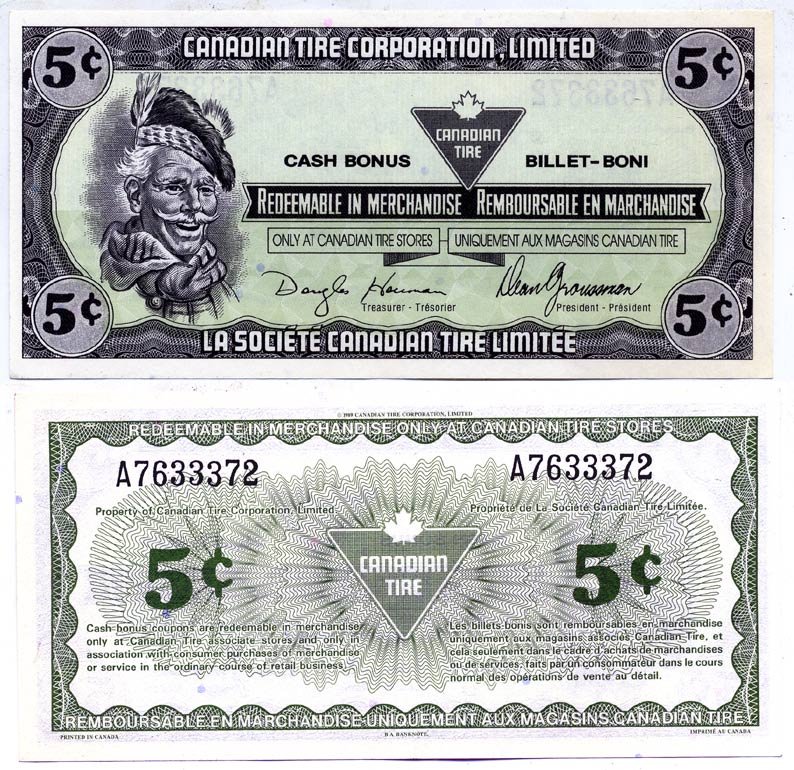 5¢ CANADIAN TIRE CORPORATION, LIMITED 5¢
CANADIAN
TIRE
CASH BONUS BILLET-BONI
REDEEMABLE IN MERCHANDISE REMBOURSABLE EN MARCHANDISE
ONLY AT CANADIAN TIRE STORES UNIQUEMENT AUX MAGASINS CANADIAN TIRE
Treasurer - Trésorier President - Président
5¢ LA SOCIÉTÉ CANADIAN TIRE LIMITÉE 5¢
© 1989 CANADIAN TIRE CORPORATION, LIMITED
REDEEMABLE IN MERCHANDISE ONLY AT CANADIAN TIRE STORES
A7633372 A7633372
Property of Canadian Tire Corporation, Limited. Propriété de La Société Canadian Tire Limitée.
CANADIAN
TIRE
5¢ 5¢
Cash bonus coupons are redeemable in merchandise
only at Canadian Tire associate stores and only in
association with consumer purchases of merchandise
or service in the ordinary course of retail business.
Les billets bonis sont remboursables en marchandise
uniquement aux magasins associés Canadian Tire, et
cela seulement dans le cadre d'achats de marchandises
ou de services, faits par un consommateur dans le cours
normal des opérations de vente au détail.
REMBOURSABLE EN MARCHANDISE UNIQUEMENT AUX MAGASINS CANADIAN TIRE
PRINTED IN CANADA B A BANKNOTE. IMPRIMÉ AU CANADA